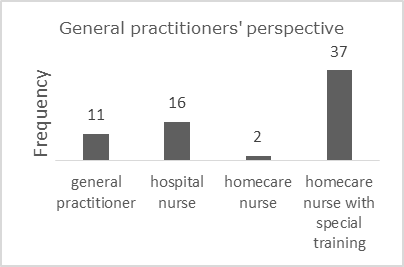 General practitioners' perspective
Frequency
11
16
2
37
general
practitioner
hospital
nurse
homecare
nurse
homecare
nurse with
special
training